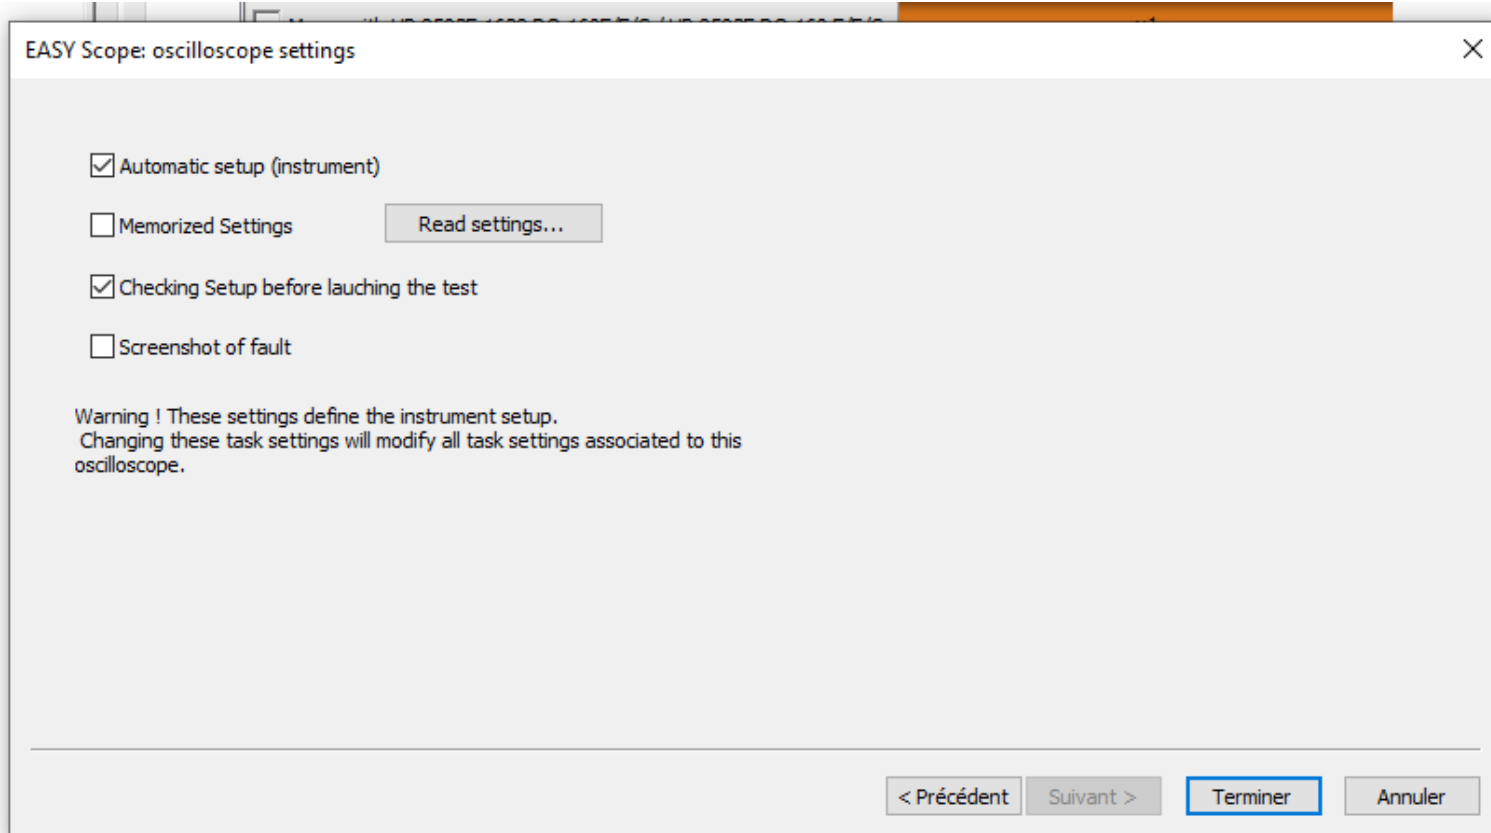 EASY Scope: oscilloscope settings
Automatic setup (instrument)
Memorized Settings
Read settings...
Checking Setup before lauching the test
Screenshot of fault
Warning ! These settings define the instrument setup.
Changing these task settings will modify all task settings associated to this
oscilloscope.
< Précédent
Suivant >
Terminer
Annuler